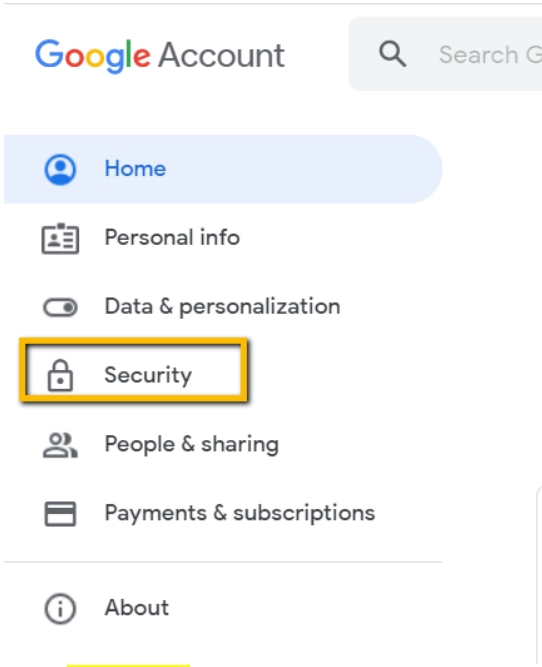 Google Account
Search G
Home
Personal info
Data & personalization
Security
People & sharing
Payments & subscriptions
About